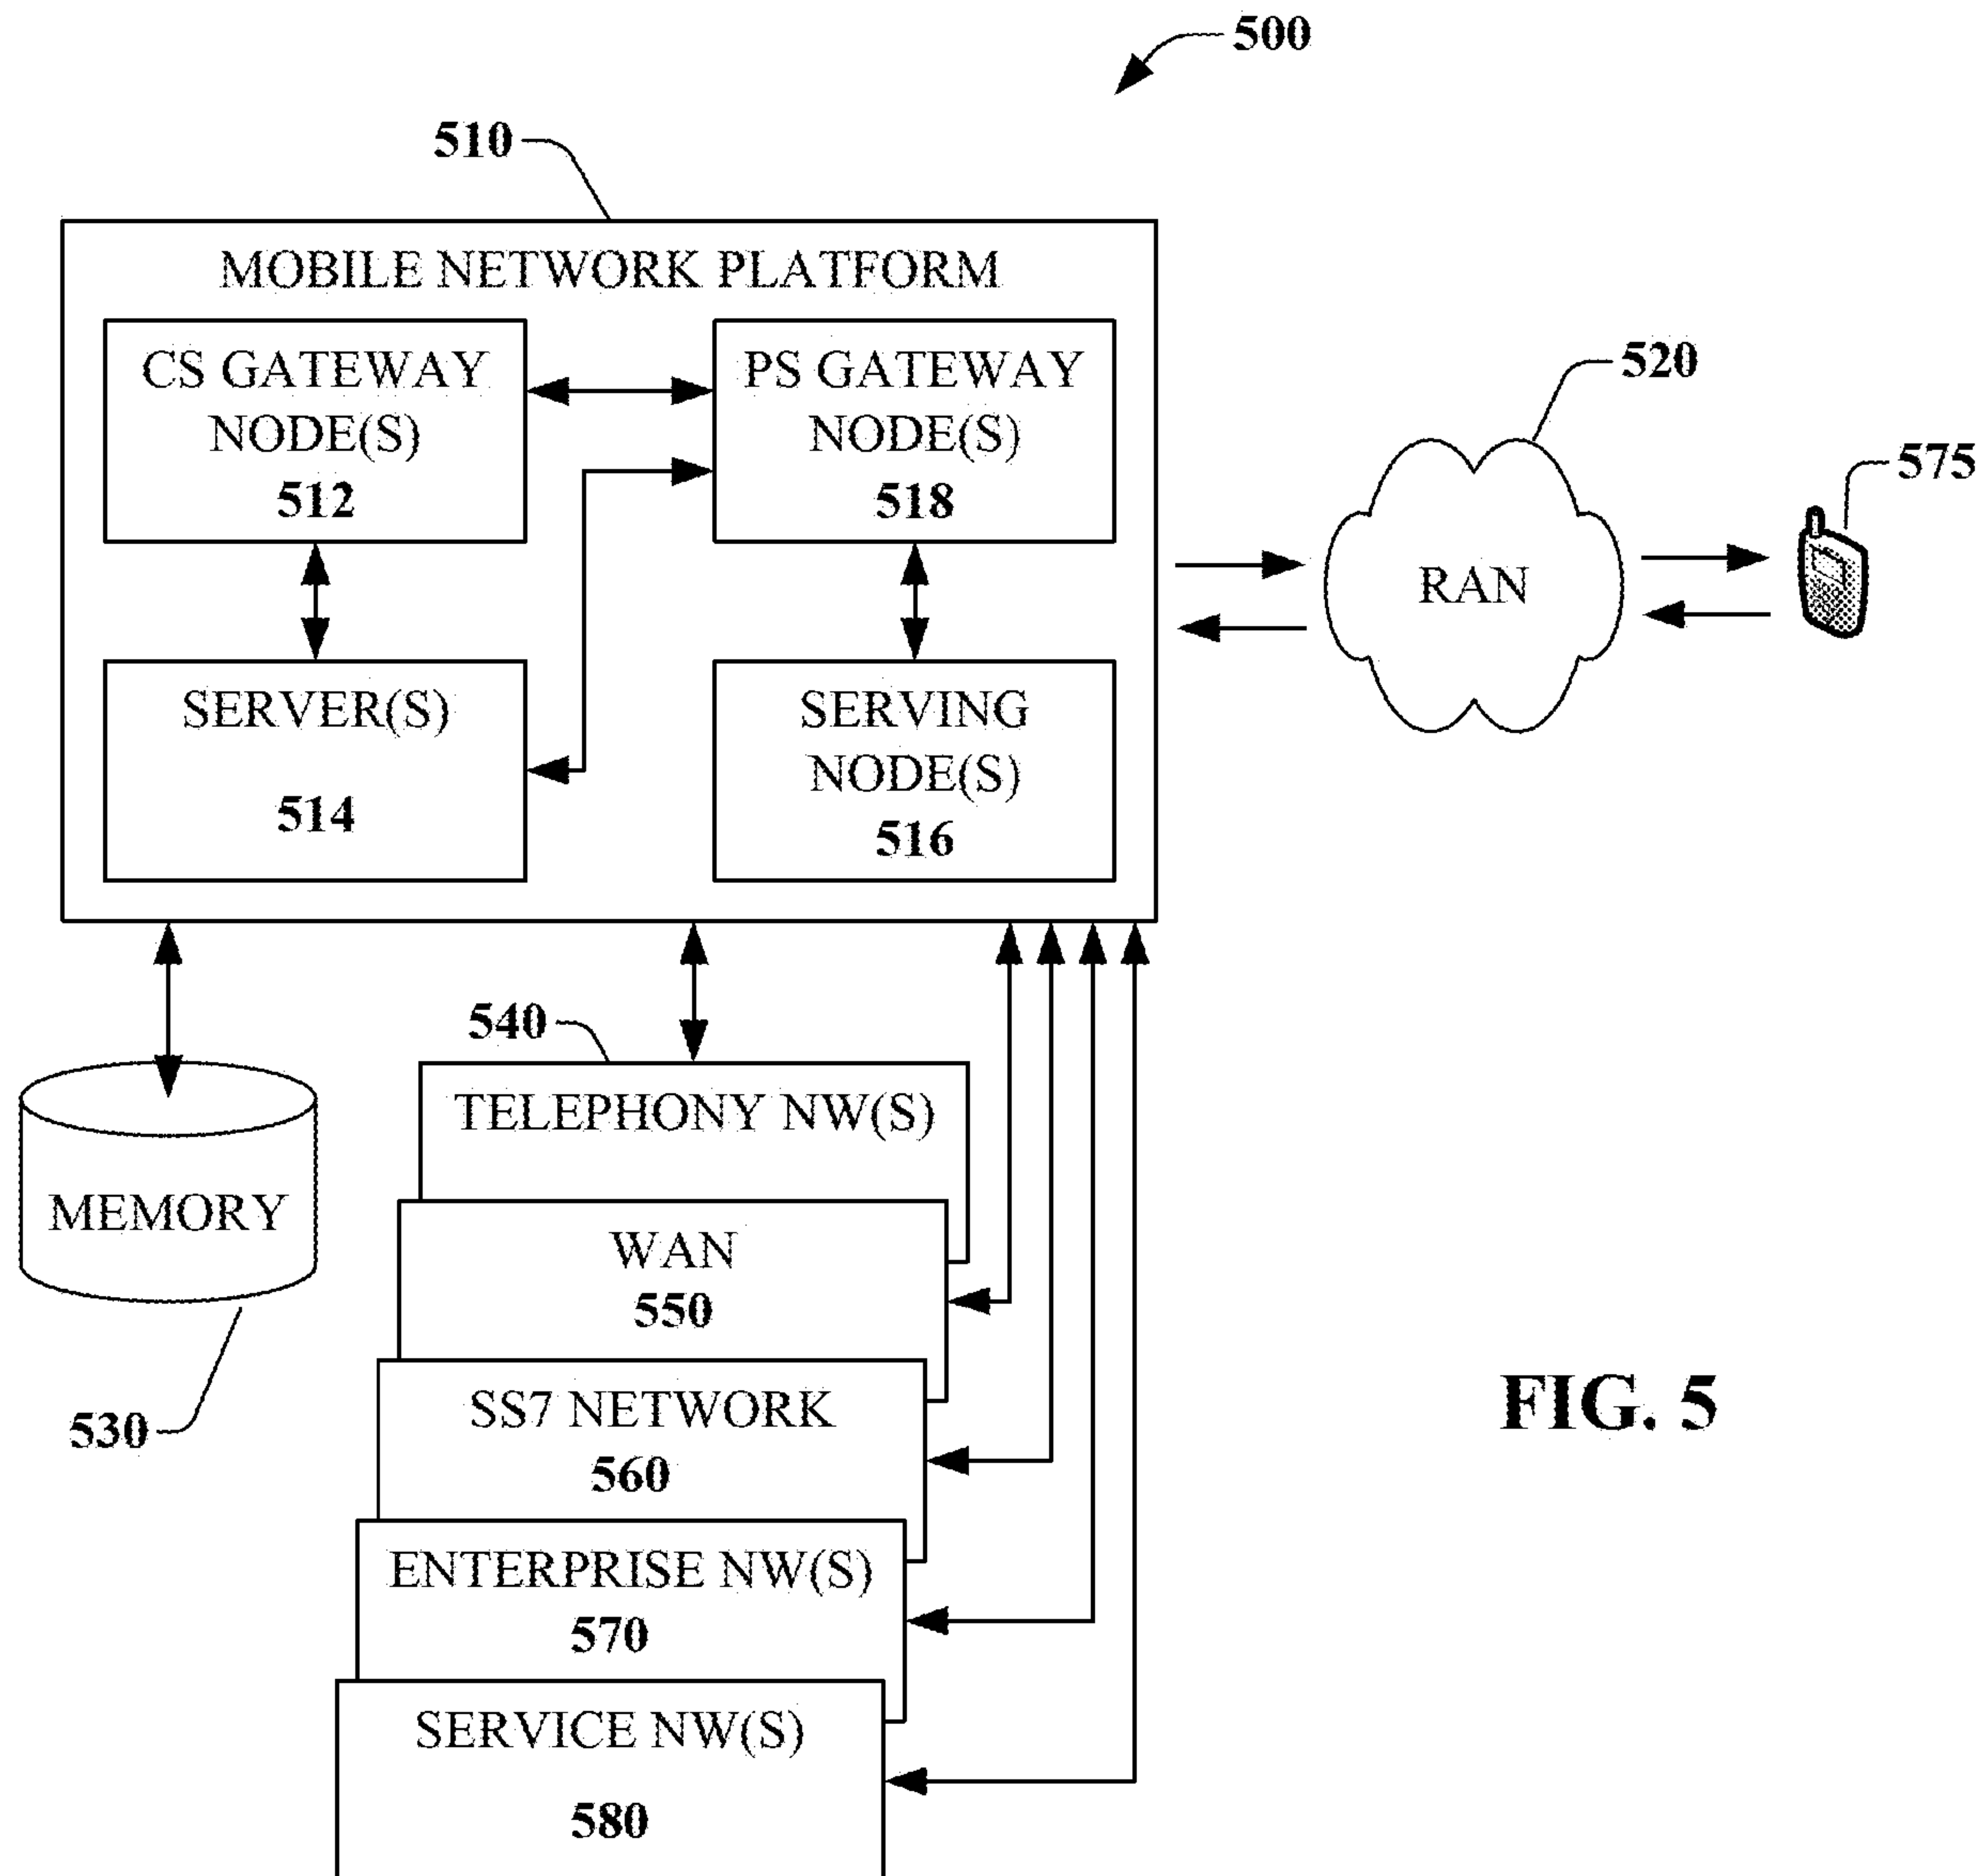 500
510
MOBILE NETWORK PLATFORM
CS GATEWAY
NODE(S)
512
PS GATEWAY
NODE(S)
518
SERVER(S)
514
SERVING
NODE(S)
516
520
RAN
575
540
TELEPHONY NW(S)
MEMORY
530
WAN
550
SS7 NETWORK
560
ENTERPRISE NW(S)
570
SERVICE NW(S)
580
FIG. 5